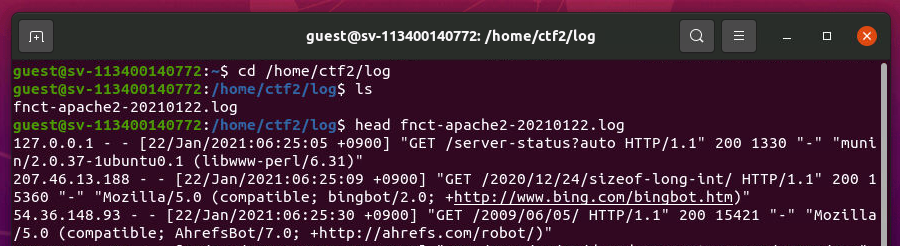 guest@sv-113400140772: /home/ctf2/log
guest@sv-113400140772:~$ cd /home/ctf2/log
guest@sv-113400140772:/home/ctf2/log$ ls
fnct-apache2-20210122.log
guest@sv-113400140772:/home/ctf2/log$ head fnct-apache2-20210122.log
127.0.0.1 - - [22/Jan/2021:06:25:05 +0900] "GET /server-status?auto HTTP/1.1" 200 1330 "-" "muni
n/2.0.37-1ubuntu0.1 (libwww-perl/6.31)"
207.46.13.188 - - [22/Jan/2021:06:25:09 +0900] "GET /2020/12/24/sizeof-long-int/ HTTP/1.1" 200 1
5360 "-" "Mozilla/5.0 (compatible; bingbot/2.0; +http://www.bing.com/bingbot.htm)"
54.36.148.93 - - [22/Jan/2021:06:25:30 +0900] "GET /2009/06/05/ HTTP/1.1" 200 15421 "-" "Mozilla
/5.0 (compatible; AhrefsBot/7.0; +http://ahrefs.com/robot/)"